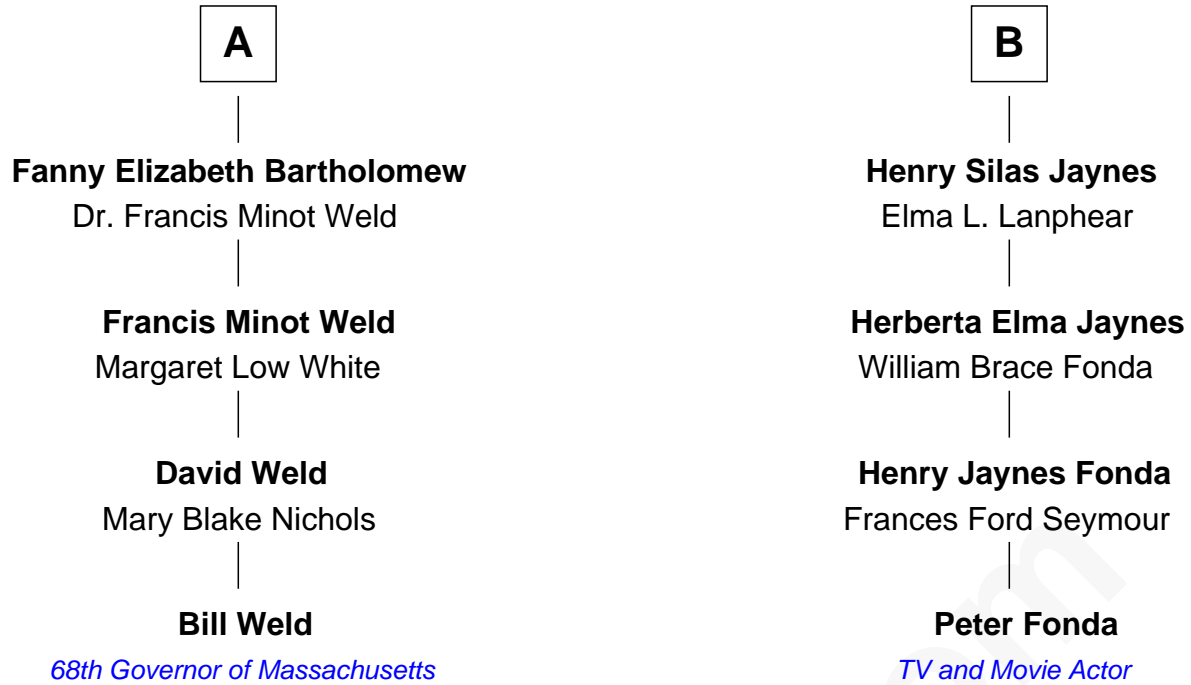 A
Fanny Elizabeth Bartholomew
Dr. Francis Minot Weld
Francis Minot Weld
Margaret Low White
David Weld
Mary Blake Nichols
Bill Weld
68th Governor of Massachusetts
B
Henry Silas Jaynes
Elma L. Lanphear
Herberta Elma Jaynes
William Brace Fonda
Henry Jaynes Fonda
Frances Ford Seymour
Peter Fonda
TV and Movie Actor